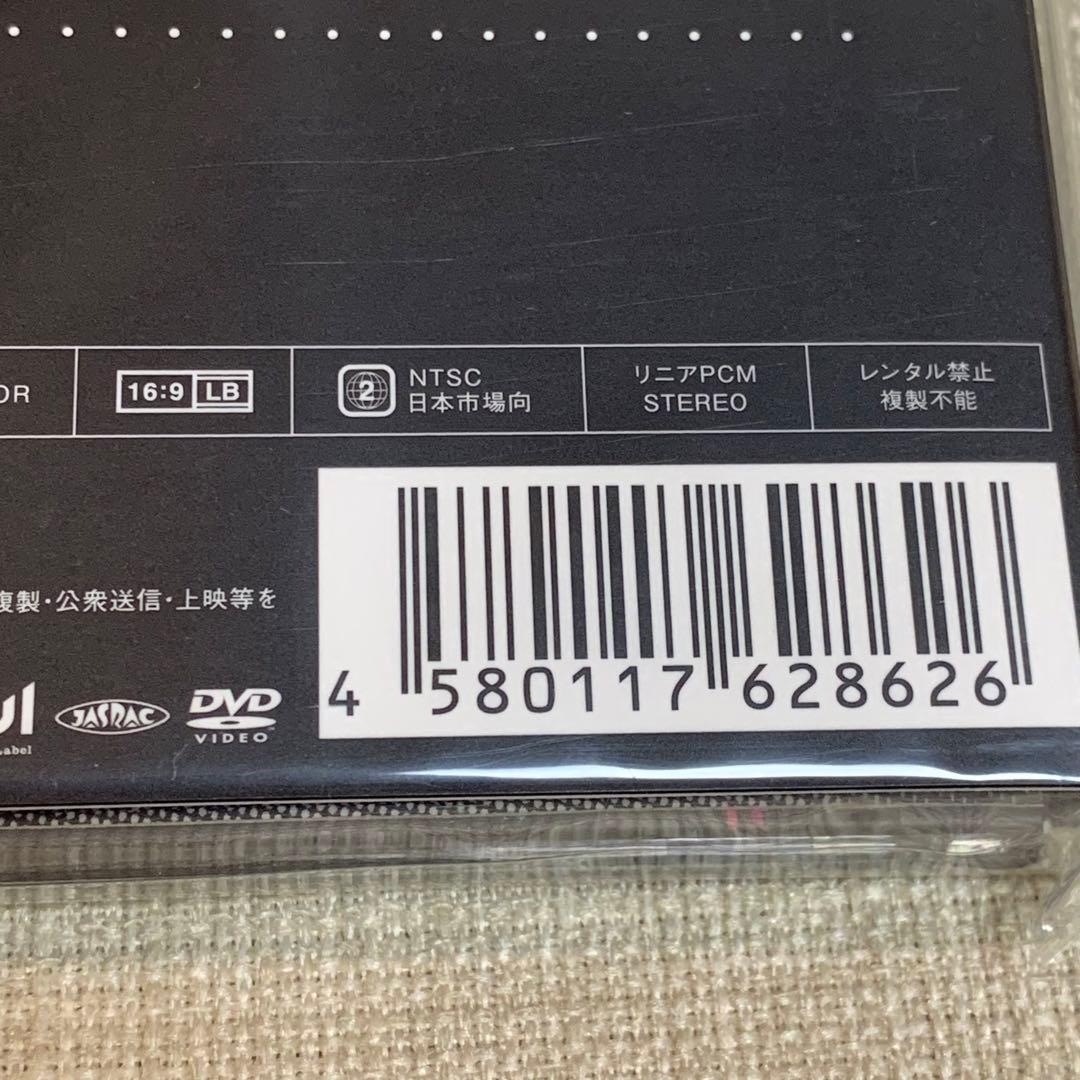 OR
16:9 LB
2
NTSC
日本市場向
リニアPCM
STEREO
レンタル禁止
複製不能
複製・公衆送信・上映等を
Label
JASRAC
DVD
VIDEO
4 580117 628626